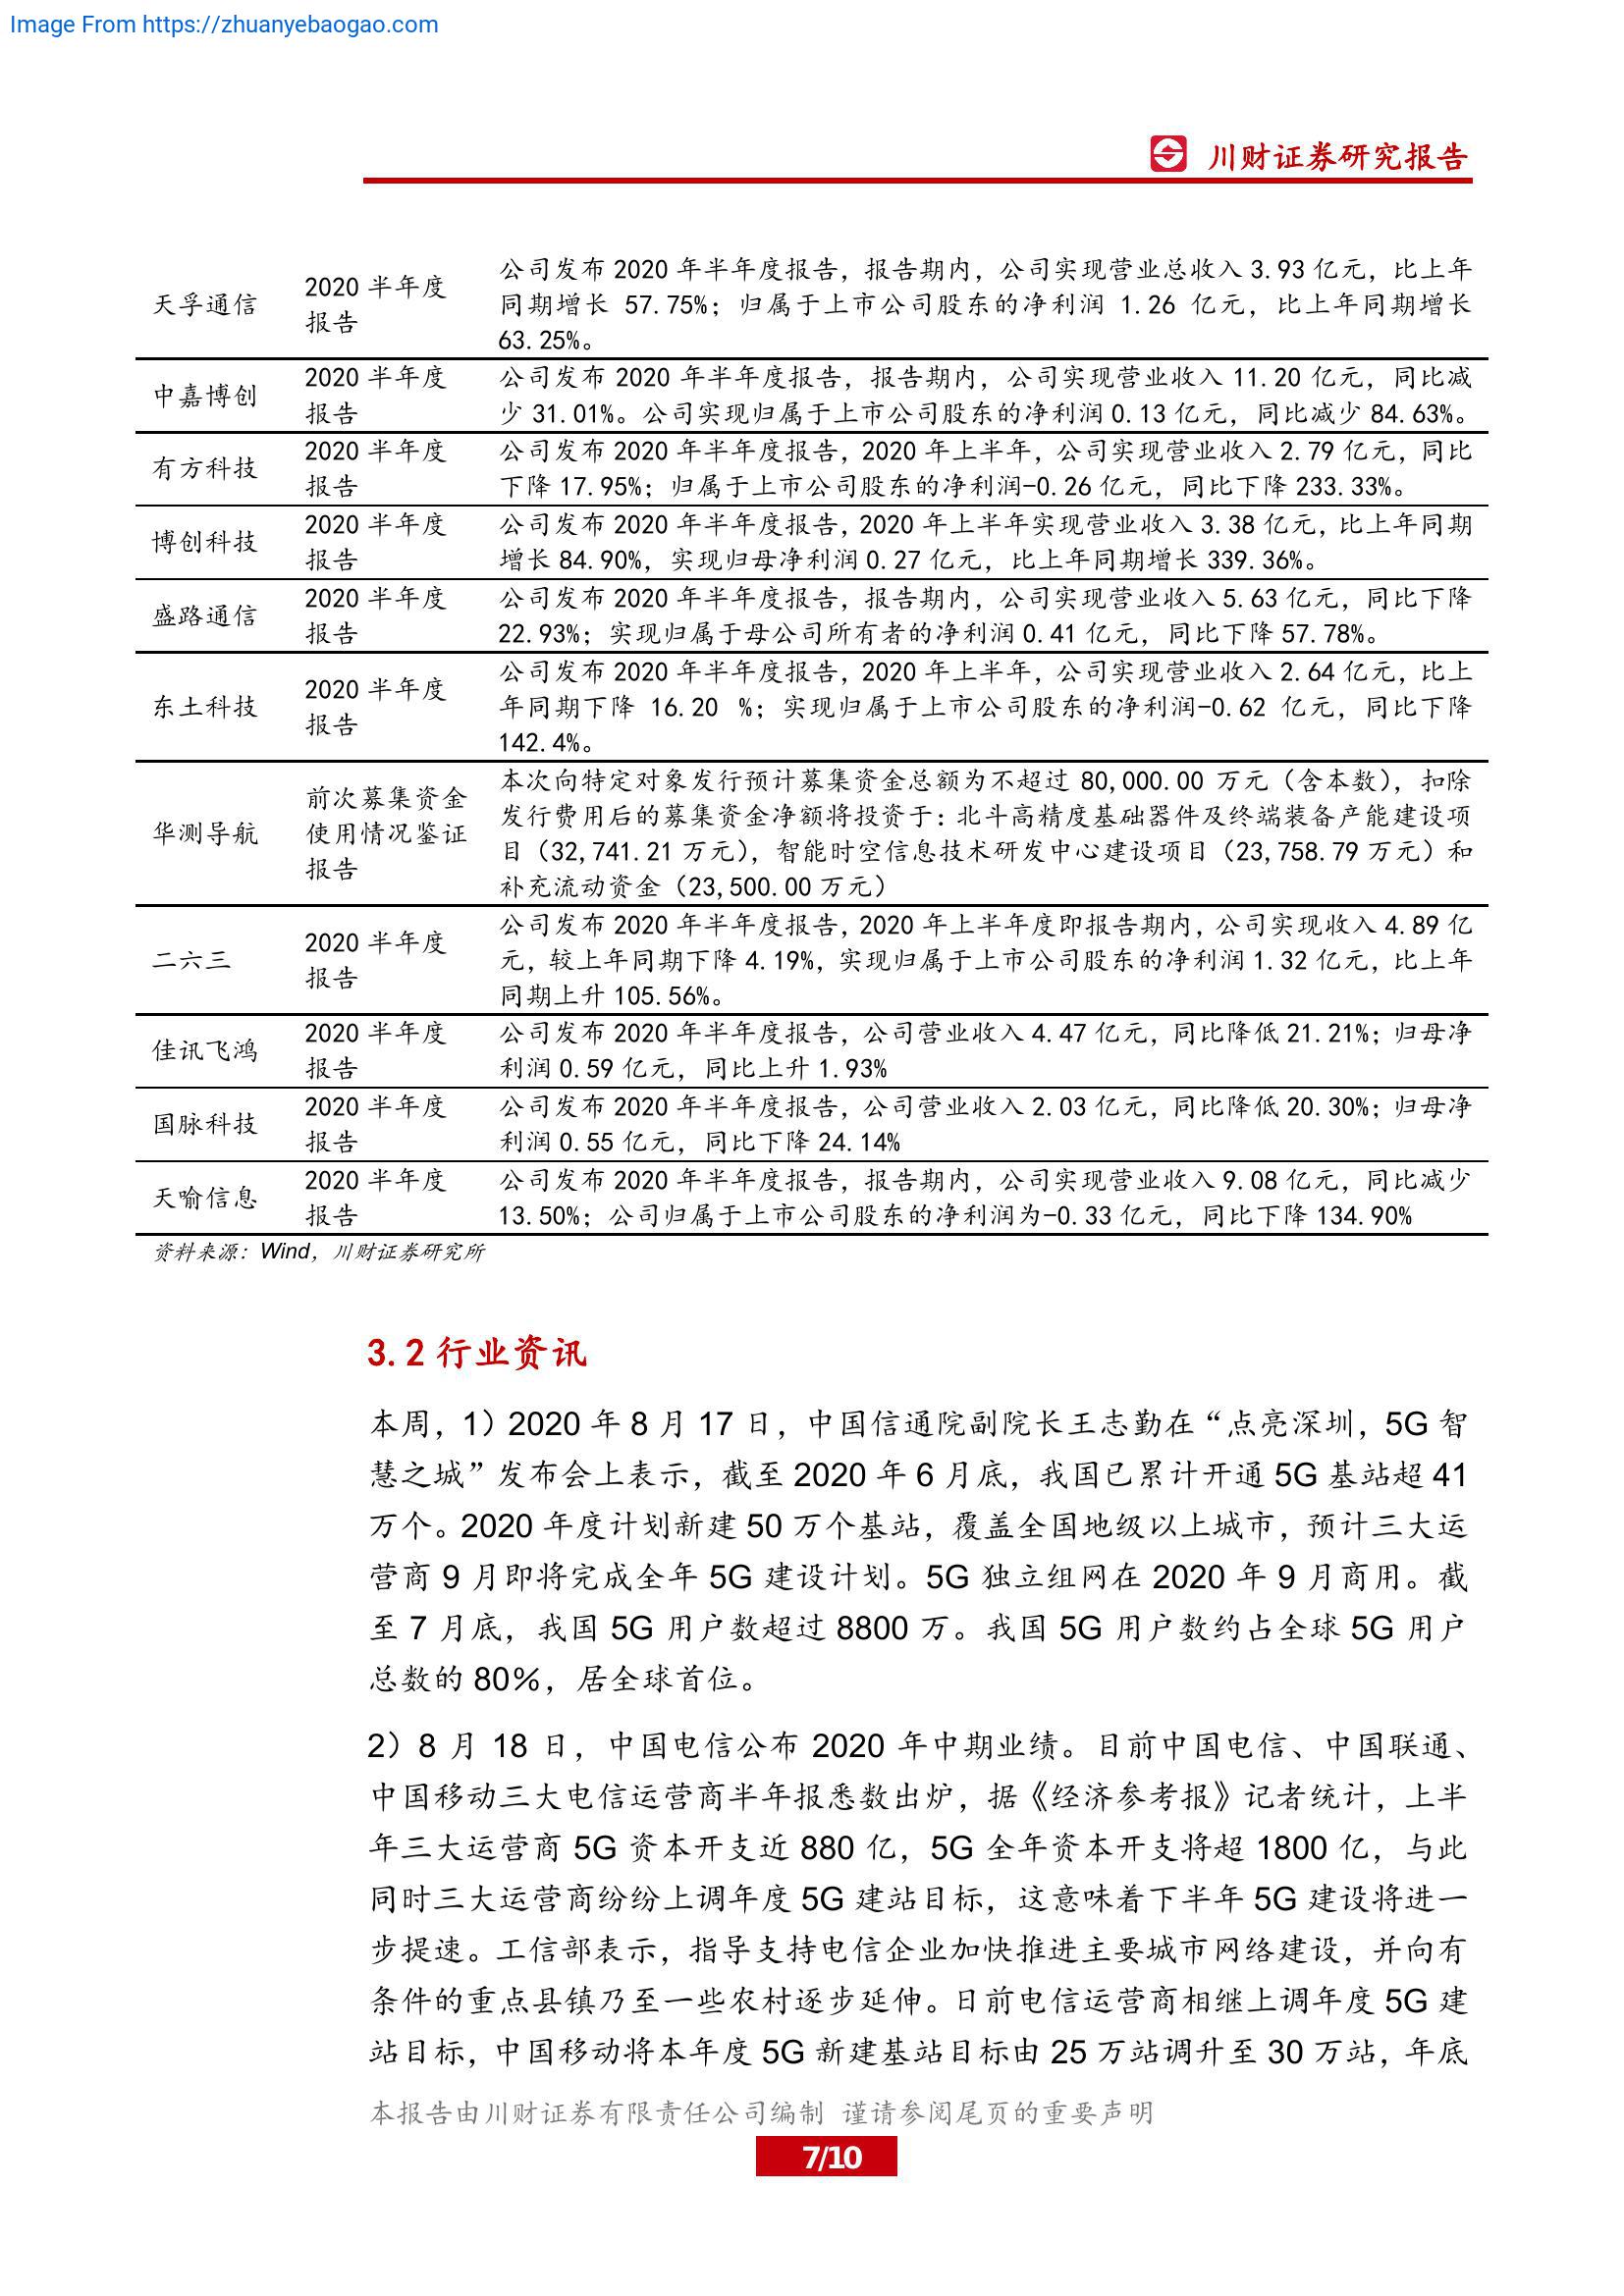 Image From https://zhuanyebaogao.com
川财证券研究报告
天孚通信
2020 半年度
报告
公司发布 2020 年半年度报告，报告期内，公司实现营业总收入 3.93 亿元，比上年
同期增长 57.75%；归属于上市公司股东的净利润 1.26 亿元，比上年同期增长
63.25%。
中嘉博创
2020 半年度
报告
公司发布 2020 年半年度报告，报告期内，公司实现营业收入 11.20 亿元，同比减
少 31.01%。公司实现归属于上市公司股东的净利润 0.13 亿元，同比减少 84.63%。
有方科技
2020 半年度
报告
公司发布 2020 年半年度报告，2020 年上半年，公司实现营业收入 2.79 亿元，同比
下降 17.95%；归属于上市公司股东的净利润-0.26 亿元，同比下降 233.33%。
博创科技
2020 半年度
报告
公司发布 2020 年半年度报告，2020 年上半年实现营业收入 3.38 亿元，比上年同期
增长 84.90%，实现归母净利润 0.27 亿元，比上年同期增长 339.36%。
盛路通信
2020 半年度
报告
公司发布 2020 年半年度报告，报告期内，公司实现营业收入 5.63 亿元，同比下降
22.93%；实现归属于母公司所有者的净利润 0.41 亿元，同比下降 57.78%。
东土科技
2020 半年度
报告
公司发布 2020 年半年度报告，2020 年上半年，公司实现营业收入 2.64 亿元，比上
年同期下降 16.20 %；实现归属于上市公司股东的净利润-0.62 亿元，同比下降
142.4%。
华测导航
前次募集资金
使用情况鉴证
报告
本次向特定对象发行预计募集资金总额为不超过 80,000.00 万元（含本数），扣除
发行费用后的募集资金净额将投资于：北斗高精度基础器件及终端装备产能建设项
目（32,741.21 万元），智能时空信息技术研发中心建设项目（23,758.79 万元）和
补充流动资金（23,500.00 万元）
二六三
2020 半年度
报告
公司发布 2020 年半年度报告，2020 年上半年度即报告期内，公司实现收入 4.89 亿
元，较上年同期下降 4.19%，实现归属于上市公司股东的净利润 1.32 亿元，比上年
同期上升 105.56%。
佳讯飞鸿
2020 半年度
报告
公司发布 2020 年半年度报告，公司营业收入 4.47 亿元，同比降低 21.21%；归母净
利润 0.59 亿元，同比上升 1.93%
国脉科技
2020 半年度
报告
公司发布 2020 年半年度报告，公司营业收入 2.03 亿元，同比降低 20.30%；归母净
利润 0.55 亿元，同比下降 24.14%
天喻信息
2020 半年度
报告
公司发布 2020 年半年度报告，报告期内，公司实现营业收入 9.08 亿元，同比减少
13.50%；公司归属于上市公司股东的净利润为-0.33 亿元，同比下降 134.90%
资料来源：Wind，川财证券研究所
3.2 行业资讯
本周，1）2020 年 8 月 17 日，中国信通院副院长王志勤在“点亮深圳，5G 智
慧之城”发布会上表示，截至 2020 年 6 月底，我国已累计开通 5G 基站超 41
万个。2020 年度计划新建 50 万个基站，覆盖全国地级以上城市，预计三大运
营商 9 月即将完成全年 5G 建设计划。5G 独立组网在 2020 年 9 月商用。截
至 7 月底，我国 5G 用户数超过 8800 万。我国 5G 用户数约占全球 5G 用户
总数的 80%，居全球首位。
2）8 月 18 日，中国电信公布 2020 年中期业绩。目前中国电信、中国联通、
中国移动三大电信运营商半年报悉数出炉，据《经济参考报》记者统计，上半
年三大运营商 5G 资本开支近 880 亿，5G 全年资本开支将超 1800 亿，与此
同时三大运营商纷纷上调年度 5G 建站目标，这意味着下半年 5G 建设将进一
步提速。工信部表示，指导支持电信企业加快推进主要城市网络建设，并向有
条件的重点县镇乃至一些农村逐步延伸。日前电信运营商相继上调年度 5G 建
站目标，中国移动将本年度 5G 新建基站目标由 25 万站调升至 30 万站，年底
本报告由川财证券有限责任公司编制 谨请参阅尾页的重要声明
7/10